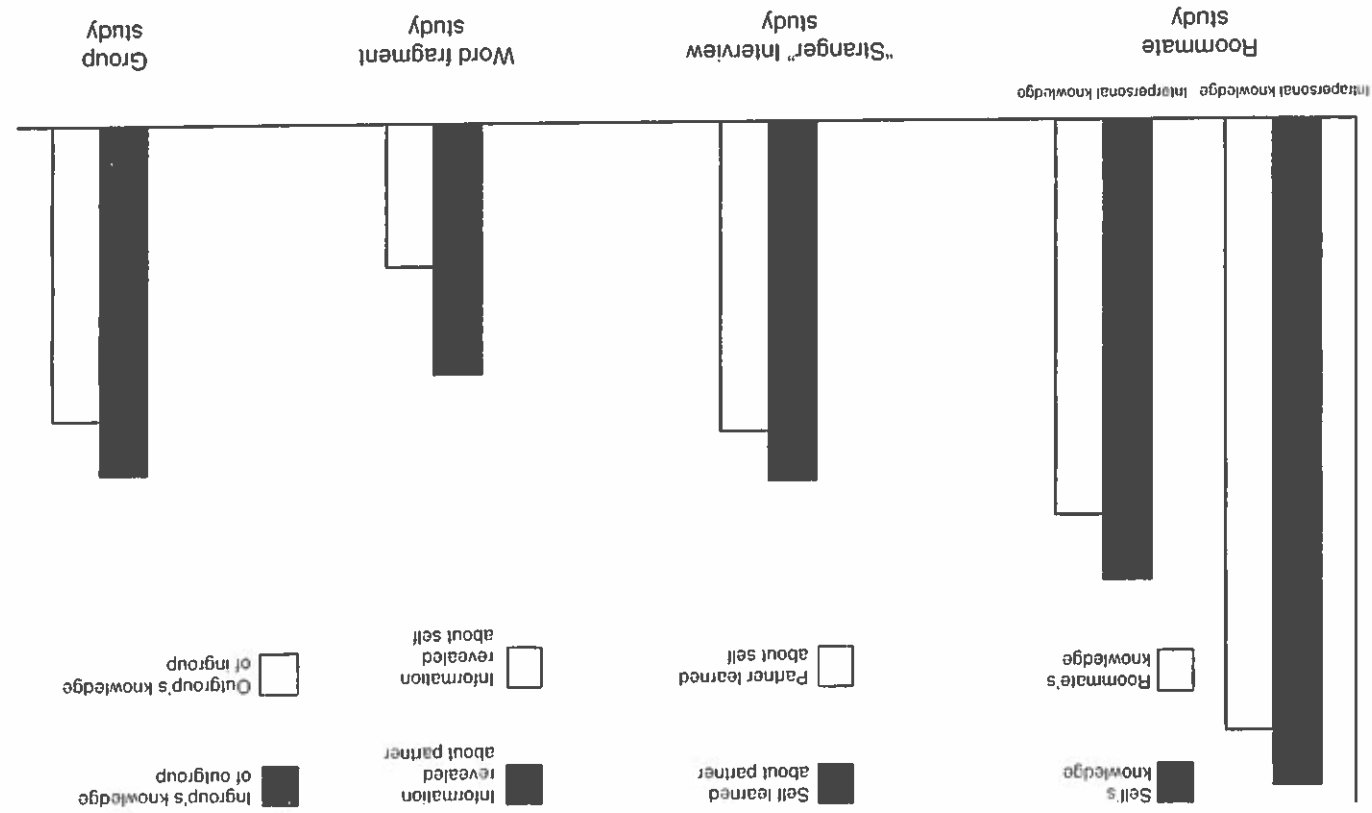 Self's
knowledge
Roommate's
knowledge
Self learned
about partner
Partner learned
about self
Information
revealed
about partner
Information
revealed
about self
Ingroup's knowledge
of outgroup
Outgroup's knowledge
of ingroup
Intrapersonal knowledge
Interpersonal knowledge
Roommate
study
"Stranger" Interview
study
Word fragment
study
Group
study